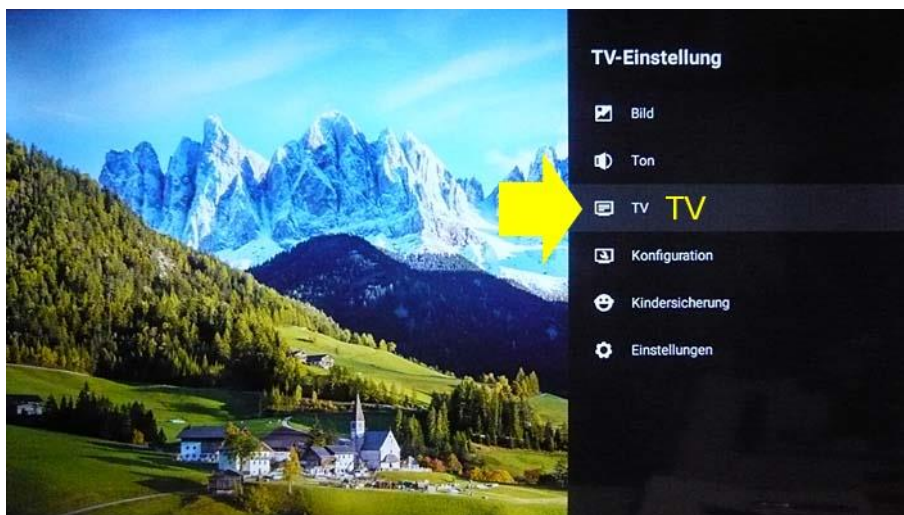 TV-Einstellung
Bild
Ton
TV TV
Konfiguration
Kindersicherung
Einstellungen